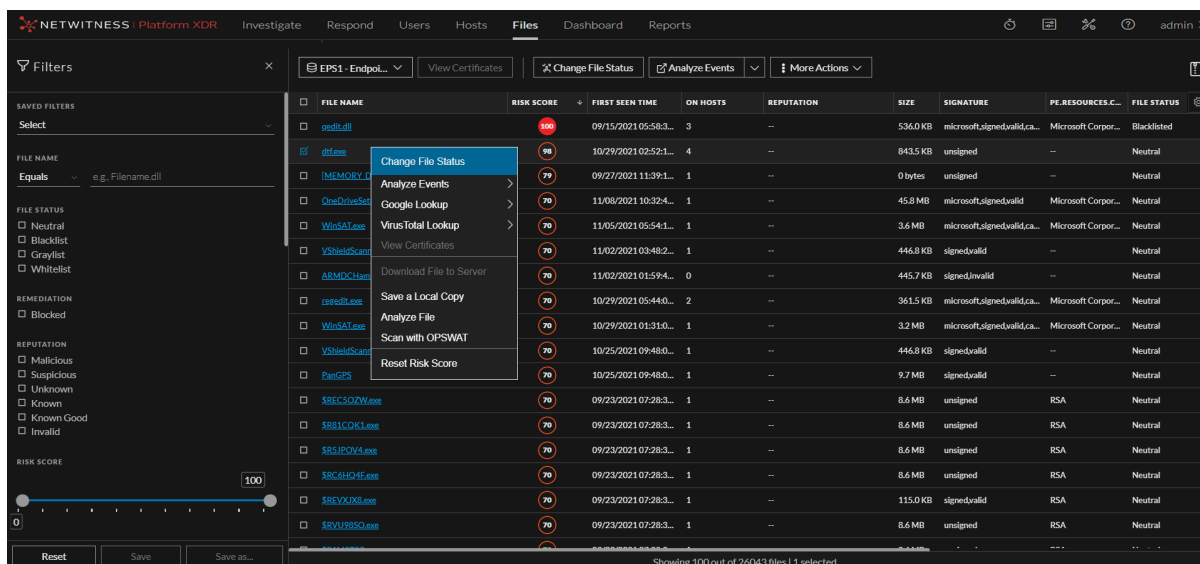 NETWITNESS | Platform XDR Investigate Respond Users Hosts Files Dashboard Reports admin
Filters
EPS1 - Endpoi... View Certificates Change File Status Analyze Events More Actions
SAVED FILTERS
Select
FILE NAME
Equals e.g., Filename.dll
FILE STATUS
Neutral
Blacklist
Graylist
Whitelist
REMEDIATION
Blocked
REPUTATION
Malicious
Suspicious
Unknown
Known
Known Good
Invalid
RISK SCORE
100
0
Reset Save Save as...
FILE NAME RISK SCORE FIRST SEEN TIME ON HOSTS REPUTATION SIZE SIGNATURE PE.RESOURCES.C... FILE STATUS
qedit.dll 100 09/15/2021 05:58:3... 3 -- 536.0 KB microsoft,signed,valid,ca... Microsoft Corpor... Blacklisted
dtf.exe 98 10/29/2021 02:52:1... 4 -- 843.5 KB unsigned -- Neutral
[MEMORY_D 79 09/27/2021 11:39:1... 1 -- 0 bytes unsigned -- Neutral
OneDriveSet 70 11/08/2021 10:32:4... 1 -- 45.8 MB microsoft,signed,valid Microsoft Corpor... Neutral
WinSAT.exe 70 11/05/2021 05:54:1... 1 -- 3.6 MB microsoft,signed,valid,ca... Microsoft Corpor... Neutral
VShieldScann 70 11/02/2021 03:48:2... 1 -- 446.8 KB signed,valid -- Neutral
ARMDCHam 70 11/02/2021 01:59:4... 0 -- 445.7 KB signed,invalid -- Neutral
regedit.exe 70 10/29/2021 05:44:0... 2 -- 361.5 KB microsoft,signed,valid,ca... Microsoft Corpor... Neutral
WinSAT.exe 70 10/29/2021 01:31:0... 1 -- 3.2 MB microsoft,signed,valid,ca... Microsoft Corpor... Neutral
VShieldScann 70 10/25/2021 09:48:0... 1 -- 446.8 KB signed,valid -- Neutral
PanGPS 70 10/25/2021 09:48:0... 1 -- 9.7 MB signed,valid -- Neutral
$REC5OZW.exe 70 09/23/2021 07:28:3... 1 -- 8.6 MB unsigned RSA Neutral
$R81CQK1.exe 70 09/23/2021 07:28:3... 1 -- 8.6 MB unsigned RSA Neutral
$R5JPOV4.exe 70 09/23/2021 07:28:3... 1 -- 8.6 MB unsigned RSA Neutral
$RC6HQ4F.exe 70 09/23/2021 07:28:3... 1 -- 8.6 MB unsigned RSA Neutral
$REVXJX8.exe 70 09/23/2021 07:28:3... 1 -- 115.0 KB signed,valid RSA Neutral
$RVU985O.exe 70 09/23/2021 07:28:3... 1 -- 8.6 MB unsigned RSA Neutral
Change File Status
Analyze Events
Google Lookup
VirusTotal Lookup
View Certificates
Download File to Server
Save a Local Copy
Analyze File
Scan with OPSWAT
Reset Risk Score
Showing 100 out of 26043 files | 1 selected